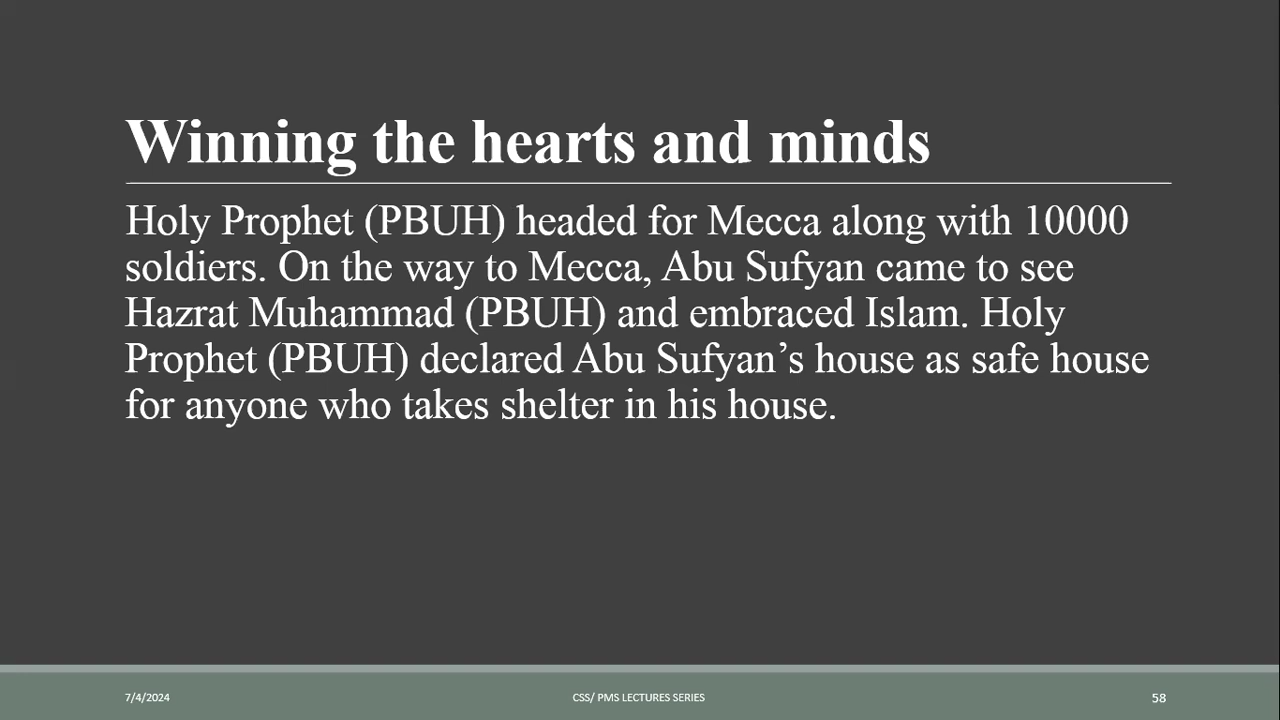 Winning the hearts and minds
Holy Prophet (PBUH) headed for Mecca along with 10000
soldiers. On the way to Mecca, Abu Sufyan came to see
Hazrat Muhammad (PBUH) and embraced Islam. Holy
Prophet (PBUH) declared Abu Sufyan’s house as safe house
for anyone who takes shelter in his house.
7/4/2024
CSS/ PMS LECTURES SERIES
58